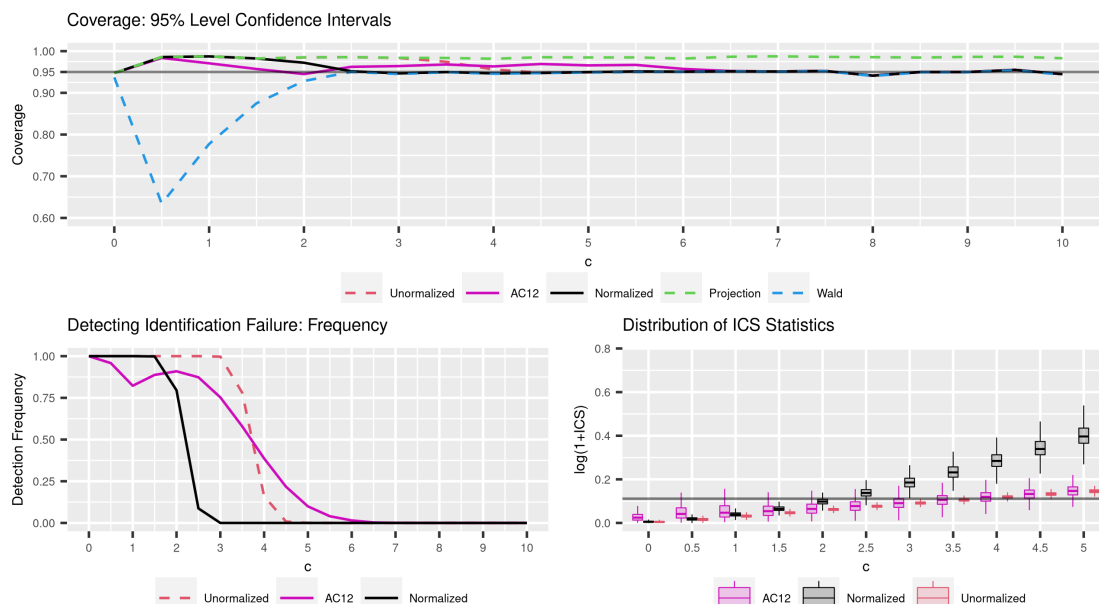 Coverage: 95% Level Confidence Intervals
Coverage
1.00
0.95
0.90
0.80
0.70
0.60
0 1 2 3 4 5 6 7 8 9 10
c
Unormalized AC12 Normalized Projection Wald
Detecting Identification Failure: Frequency
Detection Frequency
1.00
0.75
0.50
0.25
0.00
0 1 2 3 4 5 6 7 8 9 10
c
Unormalized AC12 Normalized
Distribution of ICS Statistics
log(1+ICS)
0.8
0.6
0.4
0.2
0.0
0 0.5 1 1.5 2 2.5 3 3.5 4 4.5 5
c
AC12 Normalized Unormalized